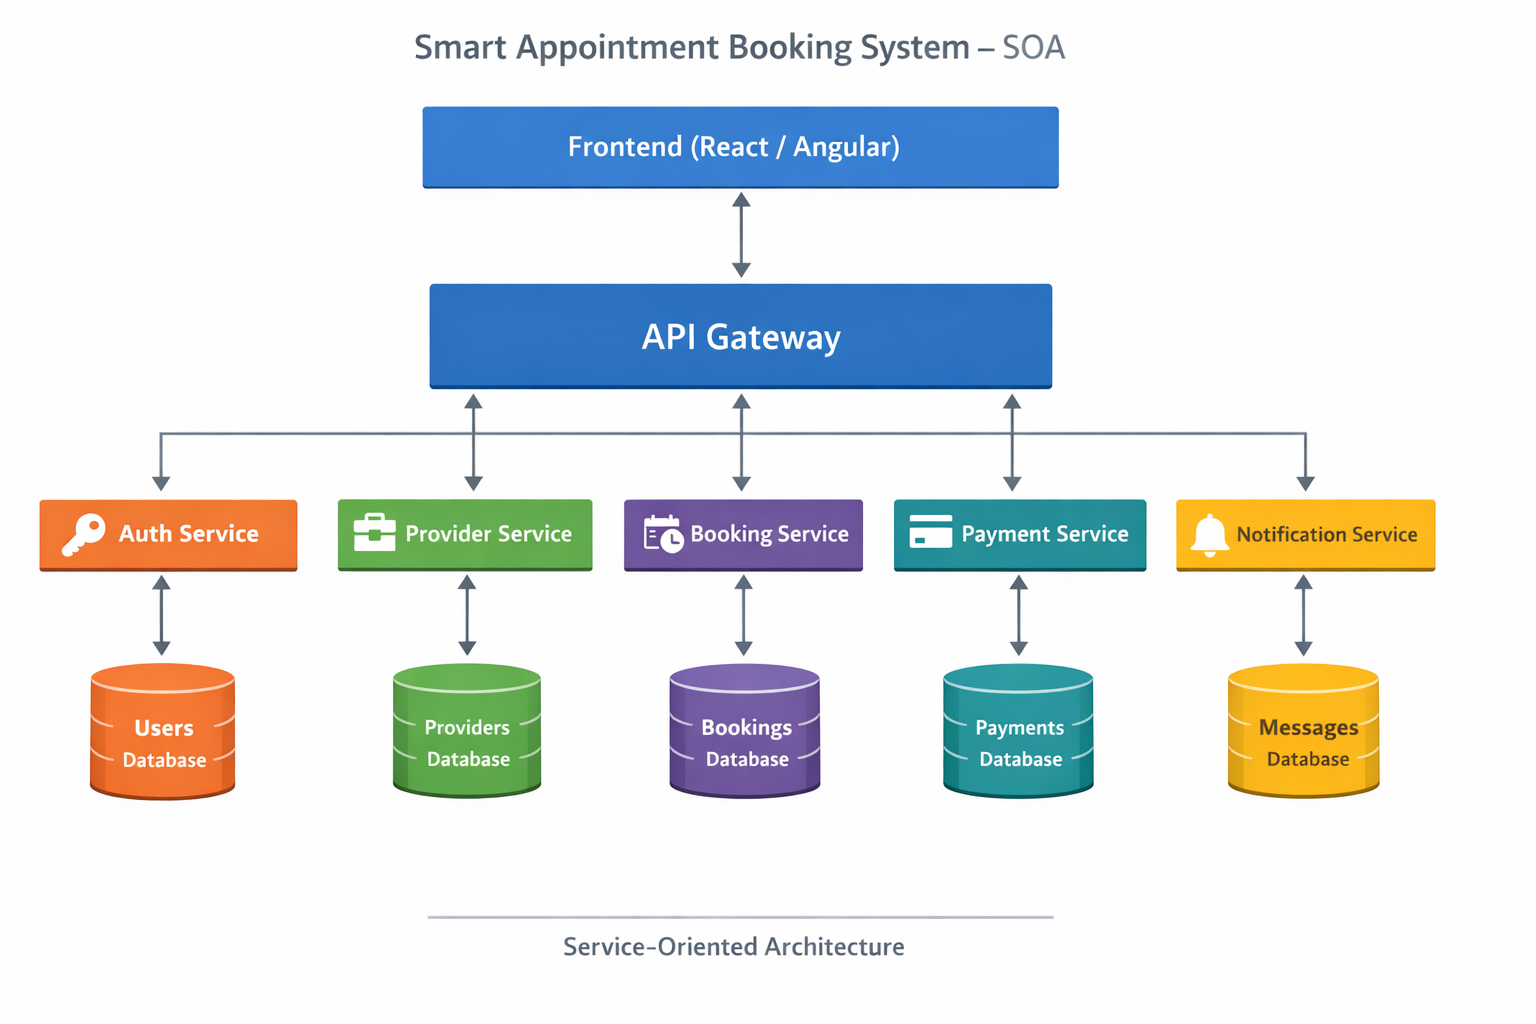 Smart Appointment Booking System – SOA
Frontend (React / Angular)
API Gateway
Auth Service
Provider Service
Booking Service
Payment Service
Notification Service
Users
Database
Providers
Database
Bookings
Database
Payments
Database
Messages
Database
Service-Oriented Architecture